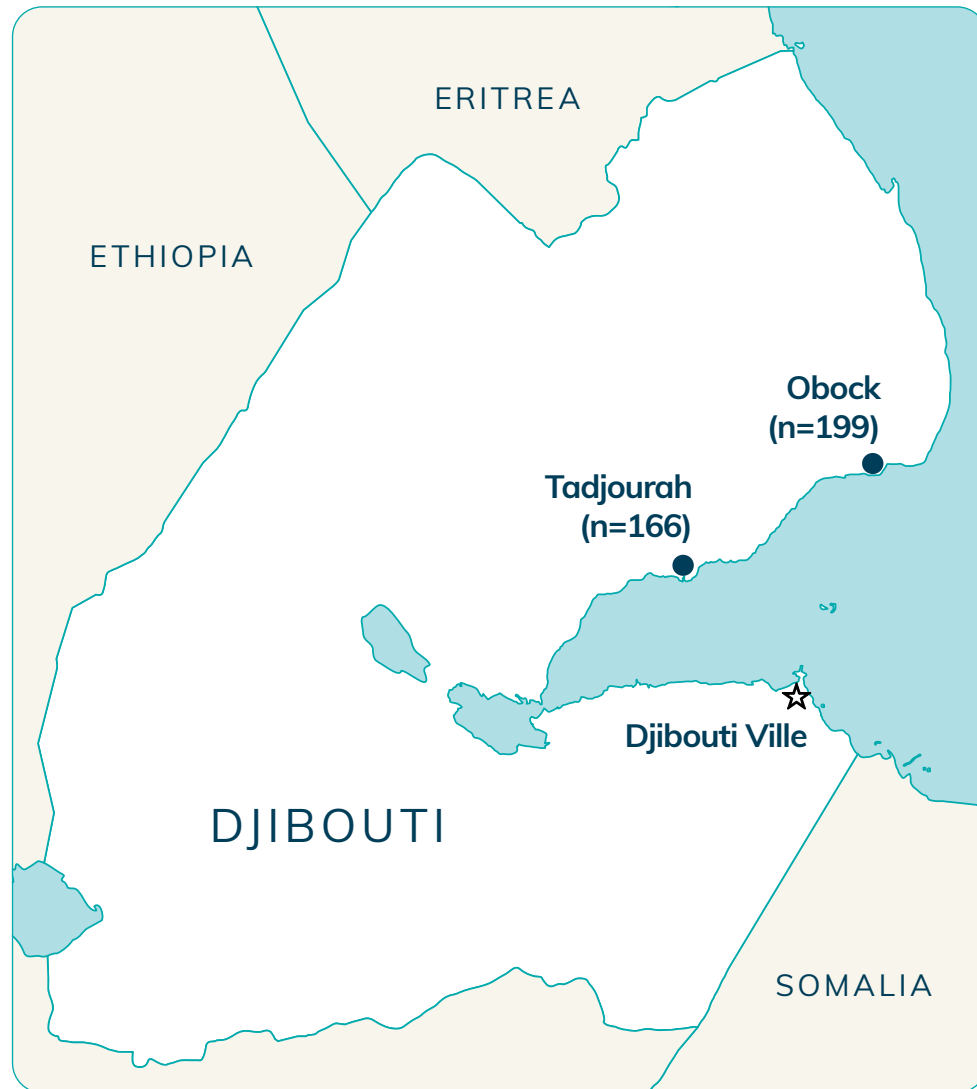 ERITREA
ETHIOPIA
Obock
(n=199)
Tadjourah
(n=166)
Djibouti Ville
DJIBOUTI
SOMALIA